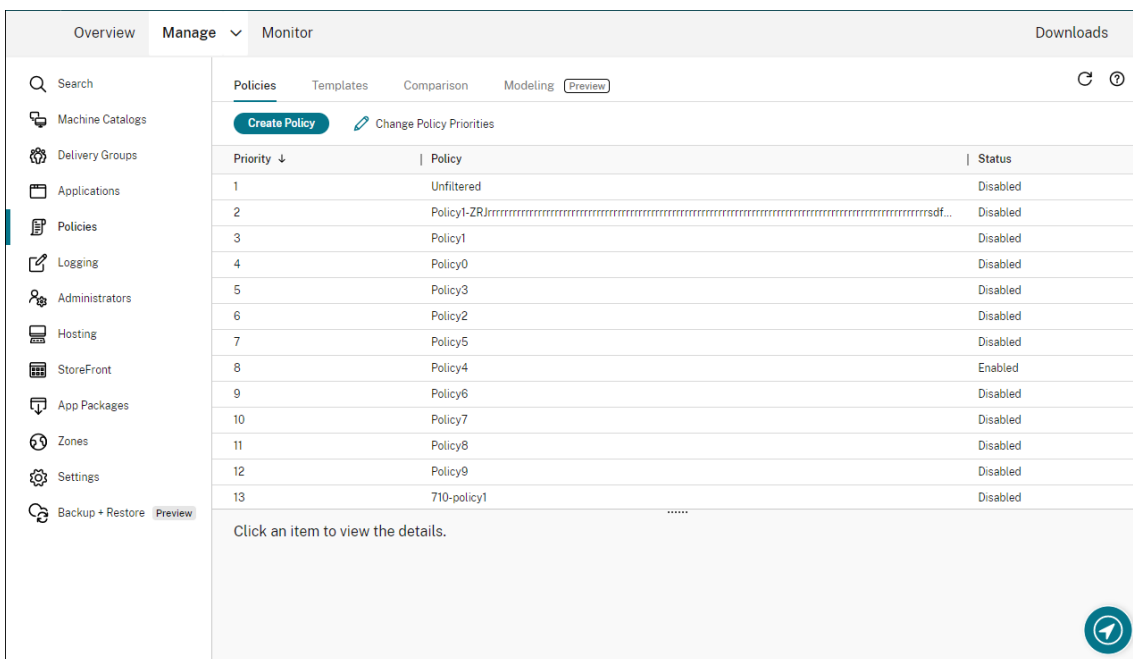 Overview Manage Monitor Downloads
Search
Machine Catalogs
Delivery Groups
Applications
Policies
Logging
Administrators
Hosting
StoreFront
App Packages
Zones
Settings
Backup + Restore Preview
Policies Templates Comparison Modeling Preview
Create Policy Change Policy Priorities
Priority ↓ Policy Status
1 Unfiltered Disabled
2 Disabled
3 Policy1 Disabled
4 Policy0 Disabled
5 Policy3 Disabled
6 Policy2 Disabled
7 Policy5 Disabled
8 Policy4 Enabled
9 Policy6 Disabled
10 Policy7 Disabled
11 Policy8 Disabled
12 Policy9 Disabled
13 710-policy1 Disabled
Click an item to view the details.